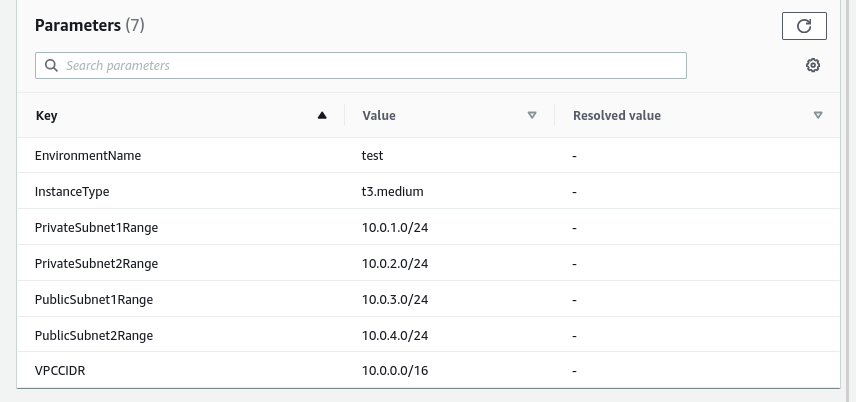 Parameters (7)
Search parameters
Key Value Resolved value
EnvironmentName test -
InstanceType t3.medium -
PrivateSubnet1Range 10.0.1.0/24 -
PrivateSubnet2Range 10.0.2.0/24 -
PublicSubnet1Range 10.0.3.0/24 -
PublicSubnet2Range 10.0.4.0/24 -
VPCCIDR 10.0.0.0/16 -